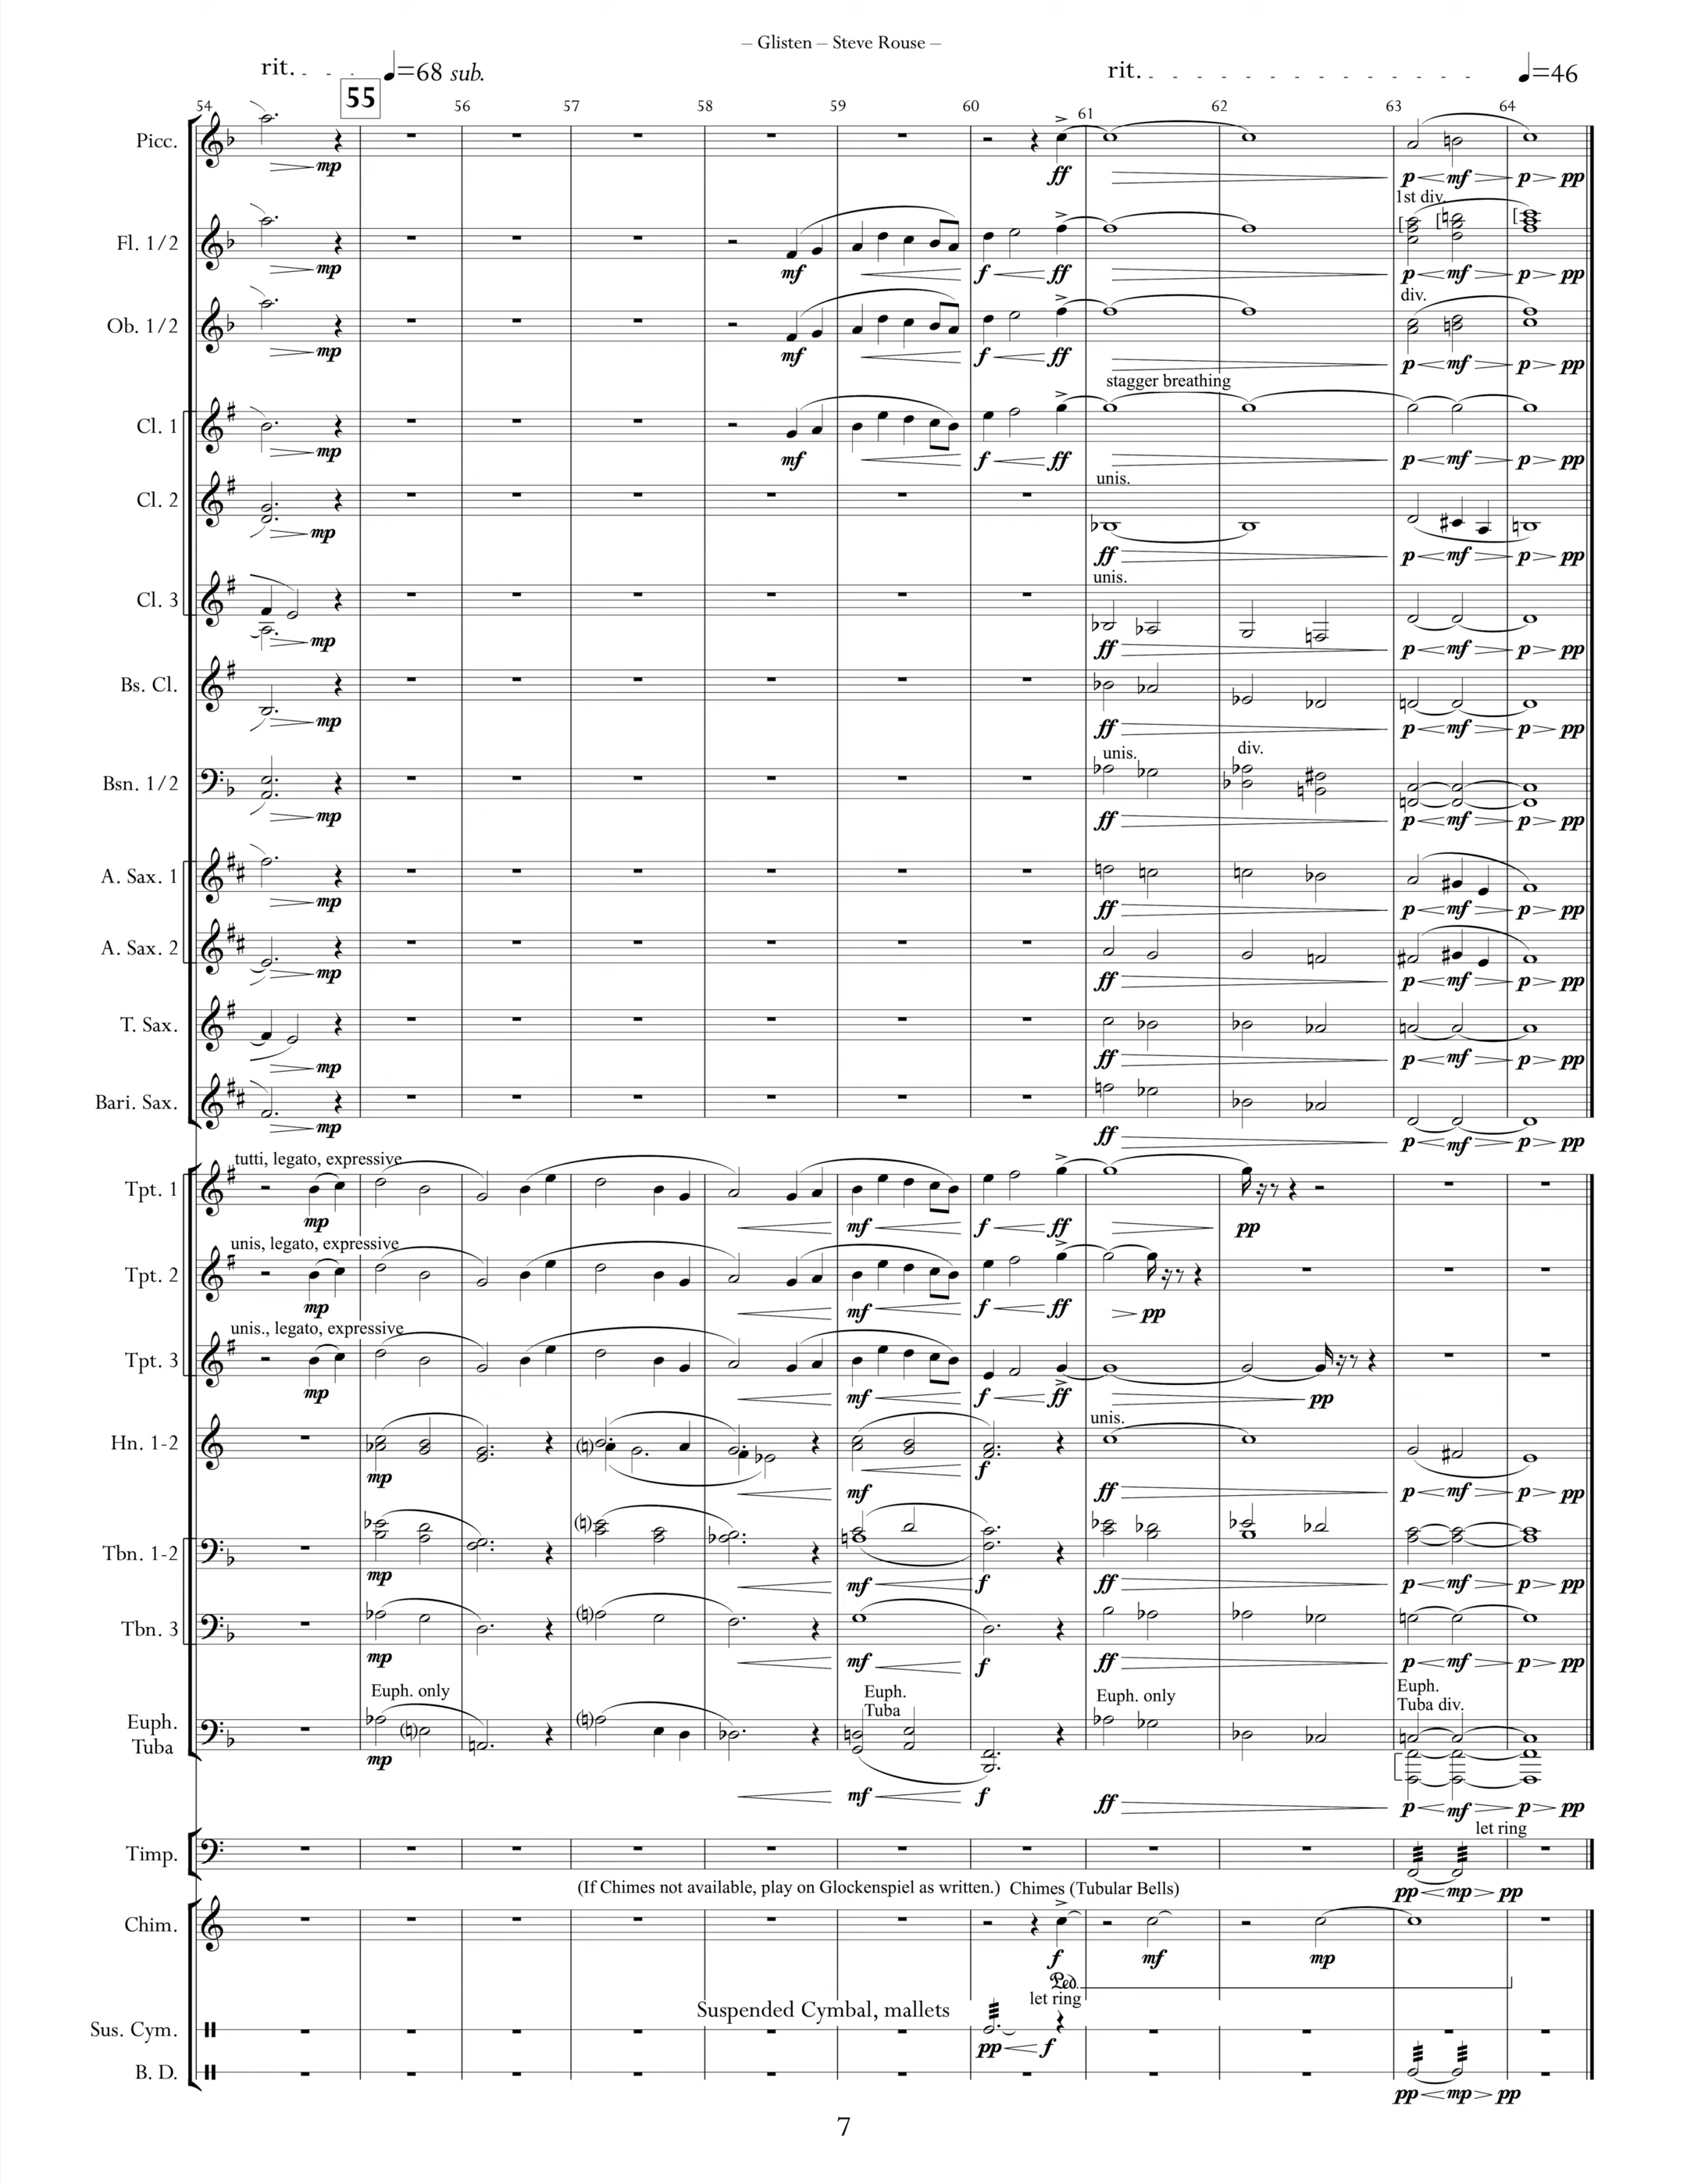 – Glisten – Steve Rouse –
rit. 55 ♩=68 sub. rit. ♩=46
54 56 57 58 59 60 61 62 63 64
Picc.
mp ff p mf p pp
1st div.
Fl. 1/2
mp mf f ff p mf p pp
div.
Ob. 1/2
mp mf f ff p mf p pp
stagger breathing
Cl. 1
mp mf f ff p mf p pp
unis.
Cl. 2
mp ff p mf p pp
unis.
Cl. 3
mp ff p mf p pp
Bs. Cl.
mp ff p mf p pp
unis. div.
Bsn. 1/2
mp ff p mf p pp
A. Sax. 1
mp ff p mf p pp
A. Sax. 2
mp ff p mf p pp
T. Sax.
mp ff p mf p pp
Bari. Sax.
mp ff p mf p pp
tutti, legato, expressive
Tpt. 1
mp mf f ff pp
unis, legato, expressive
Tpt. 2
mp mf f ff pp
unis., legato, expressive
Tpt. 3
mp mf f ff pp
unis.
Hn. 1-2
mp mf f ff p mf p pp
Tbn. 1-2
mp mf f ff p mf p pp
Tbn. 3
mp mf f ff p mf p pp
Euph. only Euph. Tuba Euph. only Euph. Tuba div.
Euph.
Tuba
mp mf f ff p mf p pp
let ring
Timp.
pp mp pp
(If Chimes not available, play on Glockenspiel as written.) Chimes (Tubular Bells)
Chim.
f mf mp
Ped.
let ring
Suspended Cymbal, mallets
Sus. Cym.
pp f
B. D.
pp mp pp
7